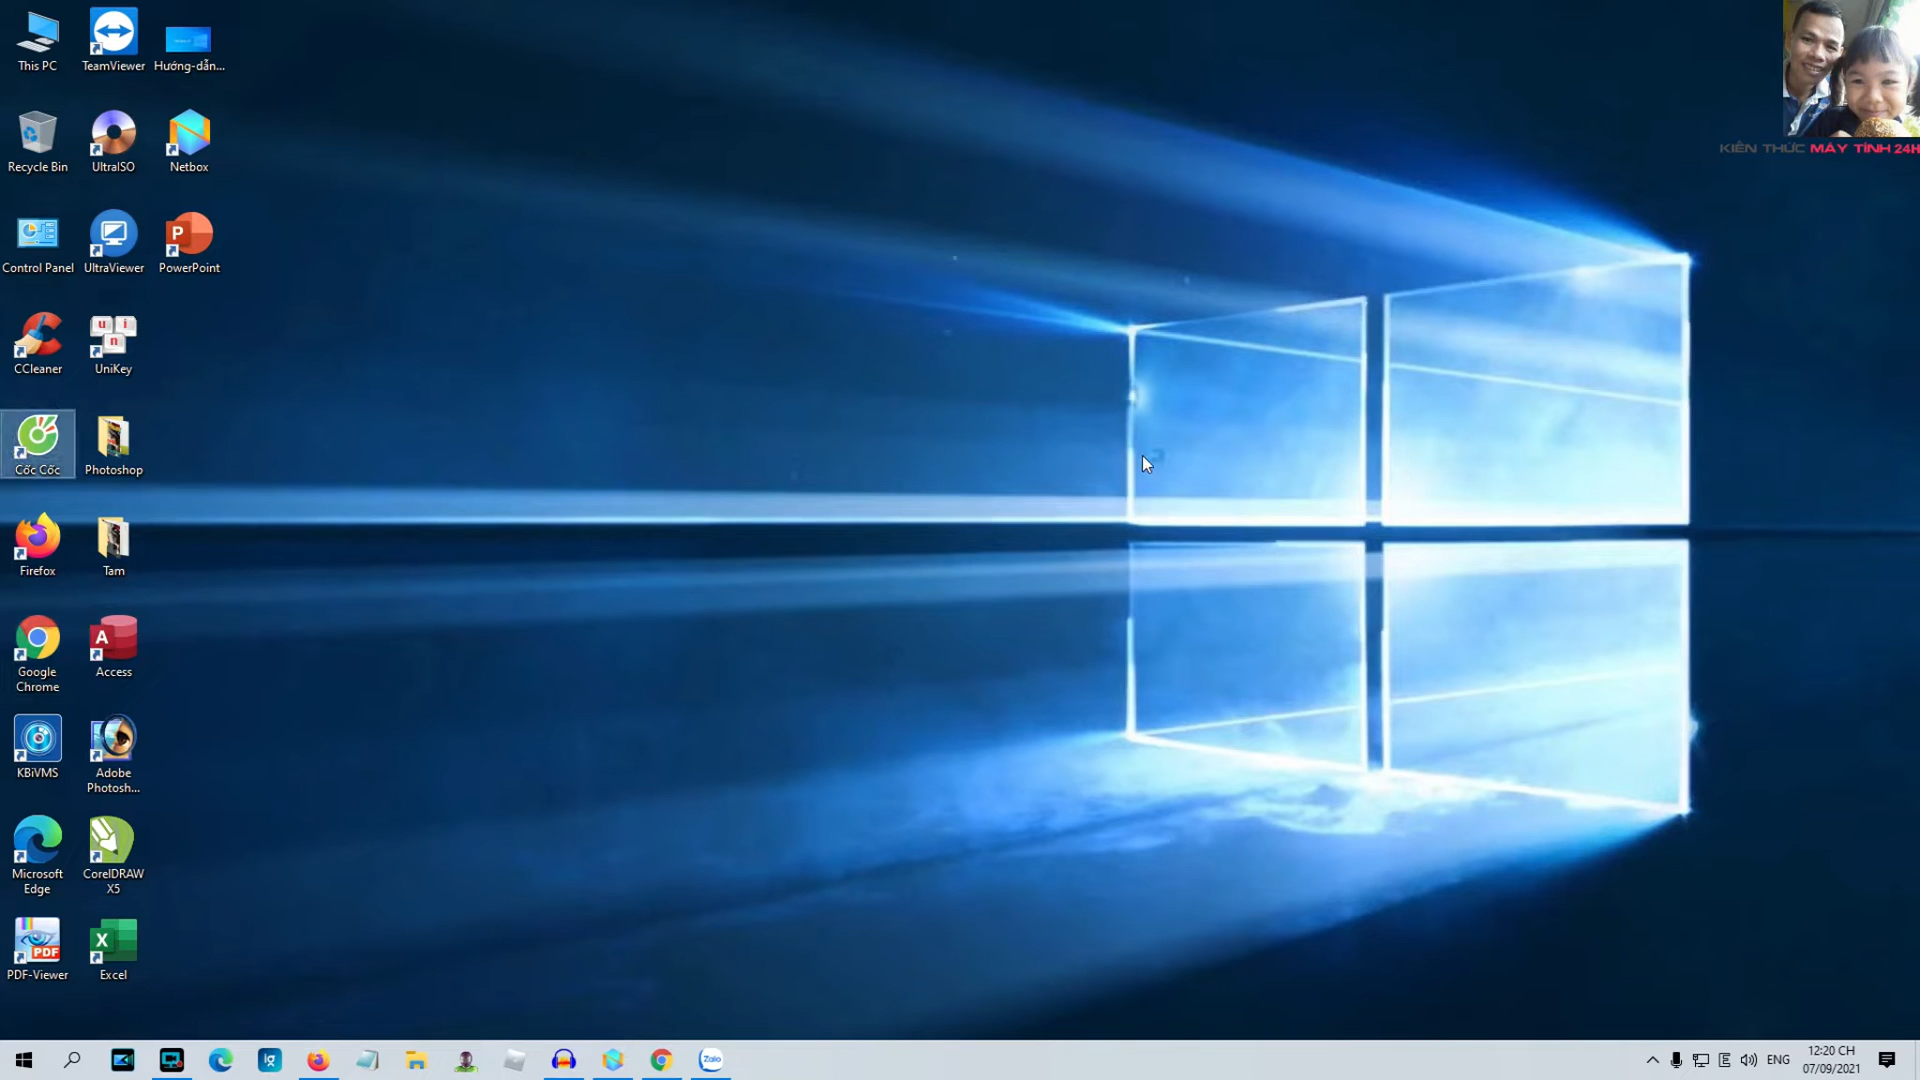 This PC
TeamViewer
Hướng-dẫn...
Recycle Bin
UltraISO
Netbox
Control Panel
UltraViewer
PowerPoint
CCleaner
UniKey
Cốc Cốc
Photoshop
Firefox
Tam
Google
Chrome
Access
KBiVMS
Adobe
Photosh...
Microsoft
Edge
CorelDRAW
X5
PDF-Viewer
Excel
KIẾN THỨC MÁY TÍNH 24H
Zalo
ENG
12:20 CH
07/09/2021